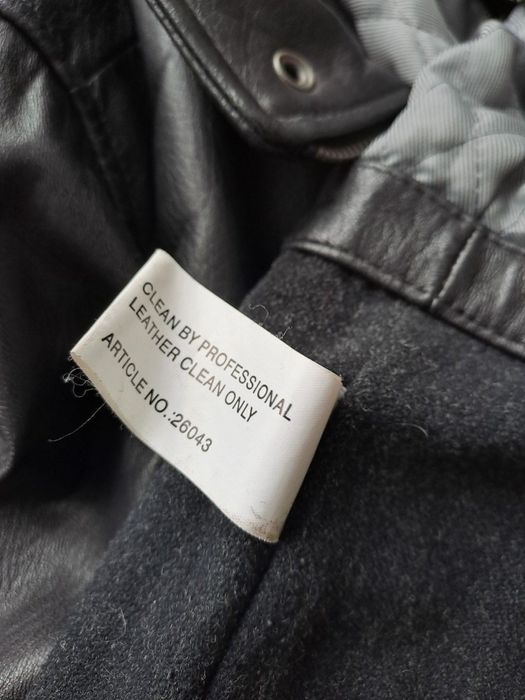 CLEAN BY PROFESSIONAL
LEATHER CLEAN ONLY
ARTICLE NO.:26043